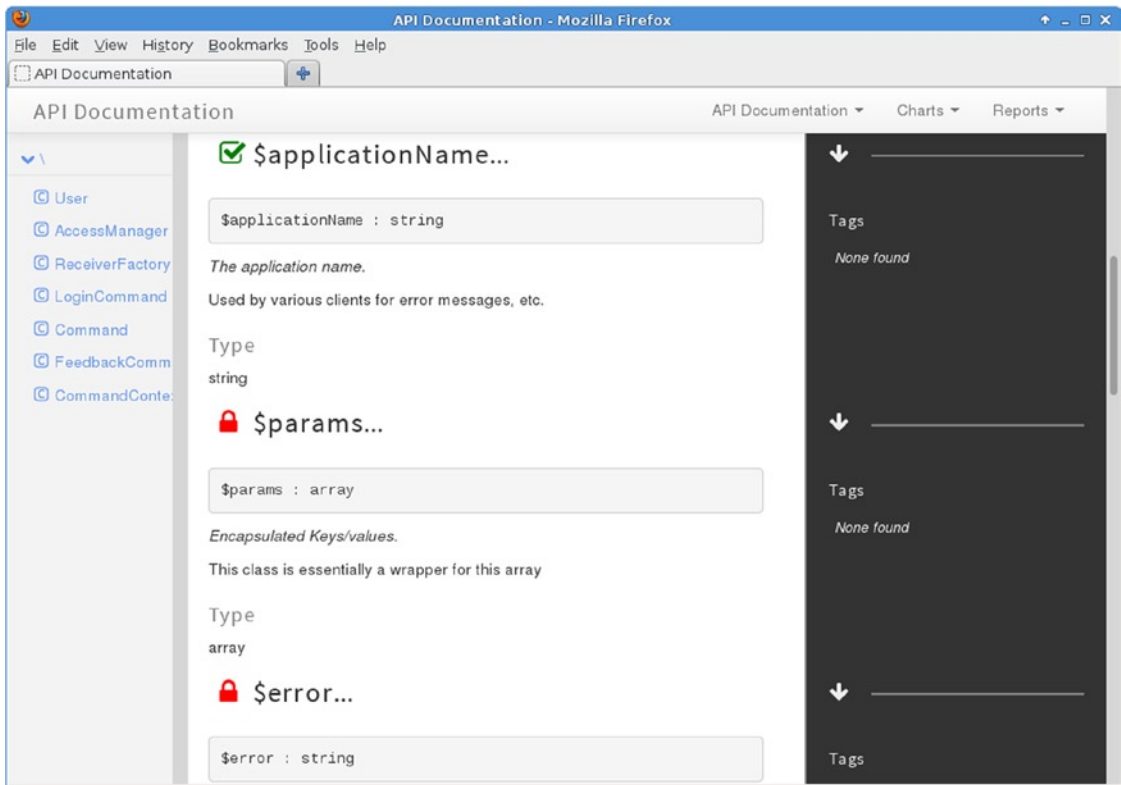 API Documentation - Mozilla Firefox
File Edit View History Bookmarks Tools Help
API Documentation
API Documentation
API Documentation Charts Reports
\
User
AccessManager
ReceiverFactory
LoginCommand
Command
FeedbackComm
CommandConte
$applicationName...
$applicationName : string
The application name.
Used by various clients for error messages, etc.
Type
string
Tags
None found
$params...
$params : array
Encapsulated Keys/values.
This class is essentially a wrapper for this array
Type
array
Tags
None found
$error...
$error : string
Tags